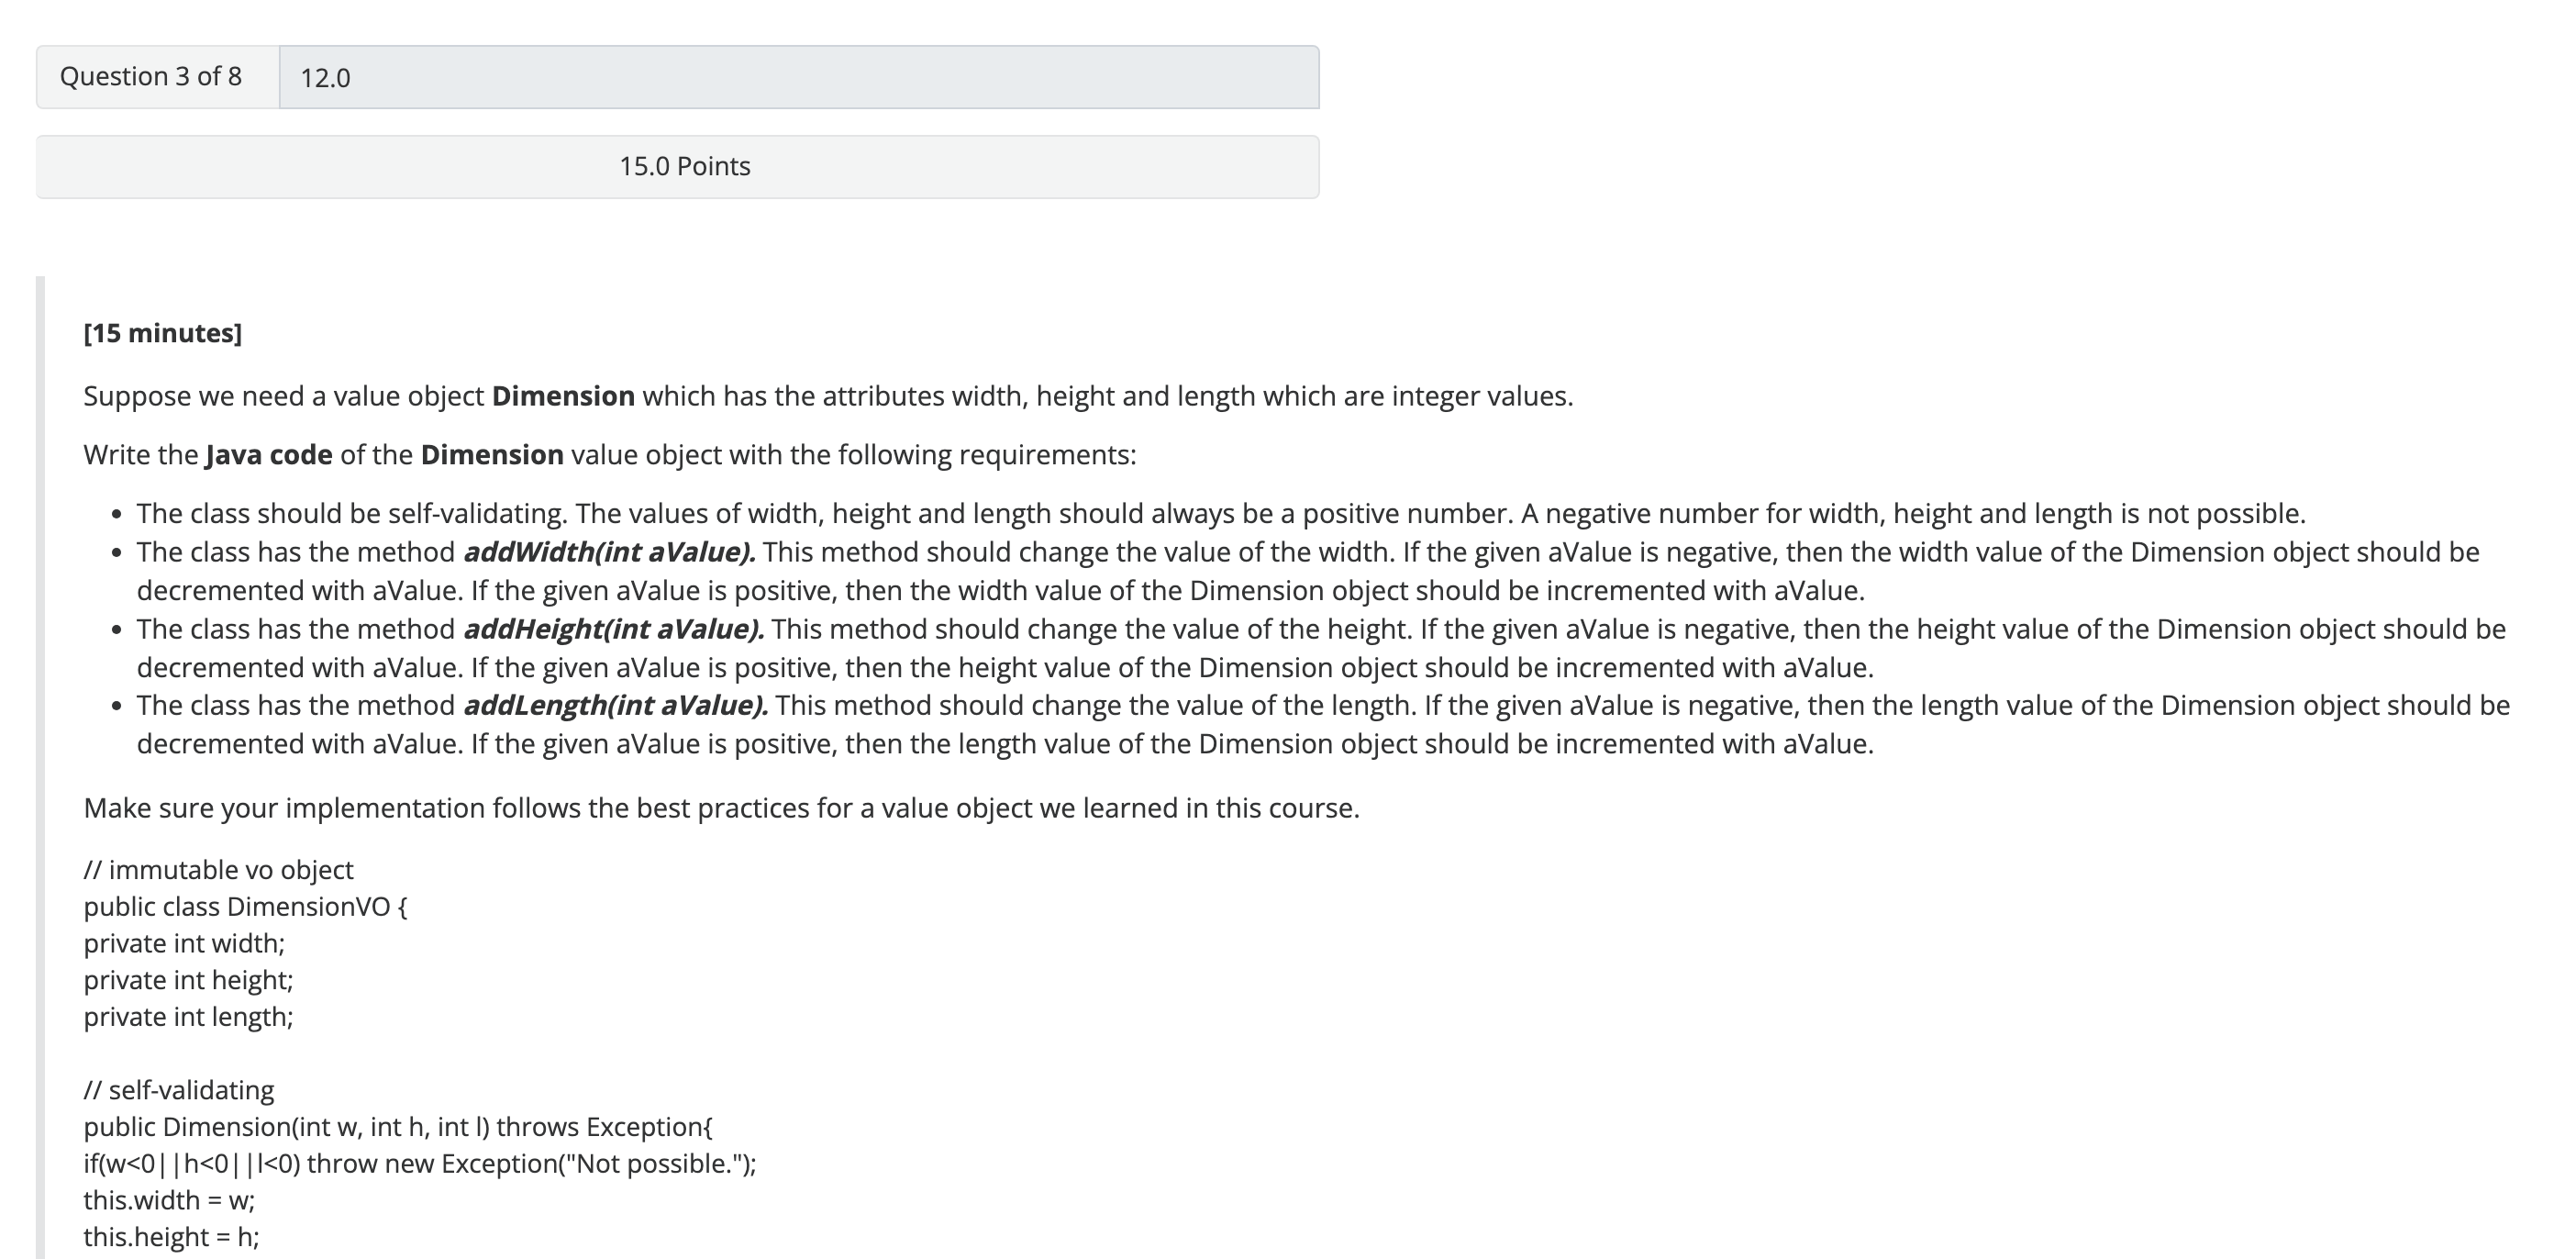 Question 3 of 8
12.0
15.0 Points
[15 minutes]
Suppose we need a value object Dimension which has the attributes width, height and length which are integer values.
Write the Java code of the Dimension value object with the following requirements:
• The class should be self-validating. The values of width, height and length should always be a positive number. A negative number for width, height and length is not possible.
• The class has the method addWidth(int aValue). This method should change the value of the width. If the given aValue is negative, then the width value of the Dimension object should be
decremented with aValue. If the given aValue is positive, then the width value of the Dimension object should be incremented with aValue.
• The class has the method addHeight(int aValue). This method should change the value of the height. If the given aValue is negative, then the height value of the Dimension object should be
decremented with aValue. If the given aValue is positive, then the height value of the Dimension object should be incremented with aValue.
• The class has the method addLength(int aValue). This method should change the value of the length. If the given aValue is negative, then the length value of the Dimension object should be
decremented with aValue. If the given aValue is positive, then the length value of the Dimension object should be incremented with aValue.
Make sure your implementation follows the best practices for a value object we learned in this course.
// immutable vo object
public class DimensionVO {
private int width;
private int height;
private int length;
// self-validating
public Dimension(int w, int h, int l) throws Exception{
if(w<0||h<0||l<0) throw new Exception("Not possible.");
this.width = w;
this.height = h;